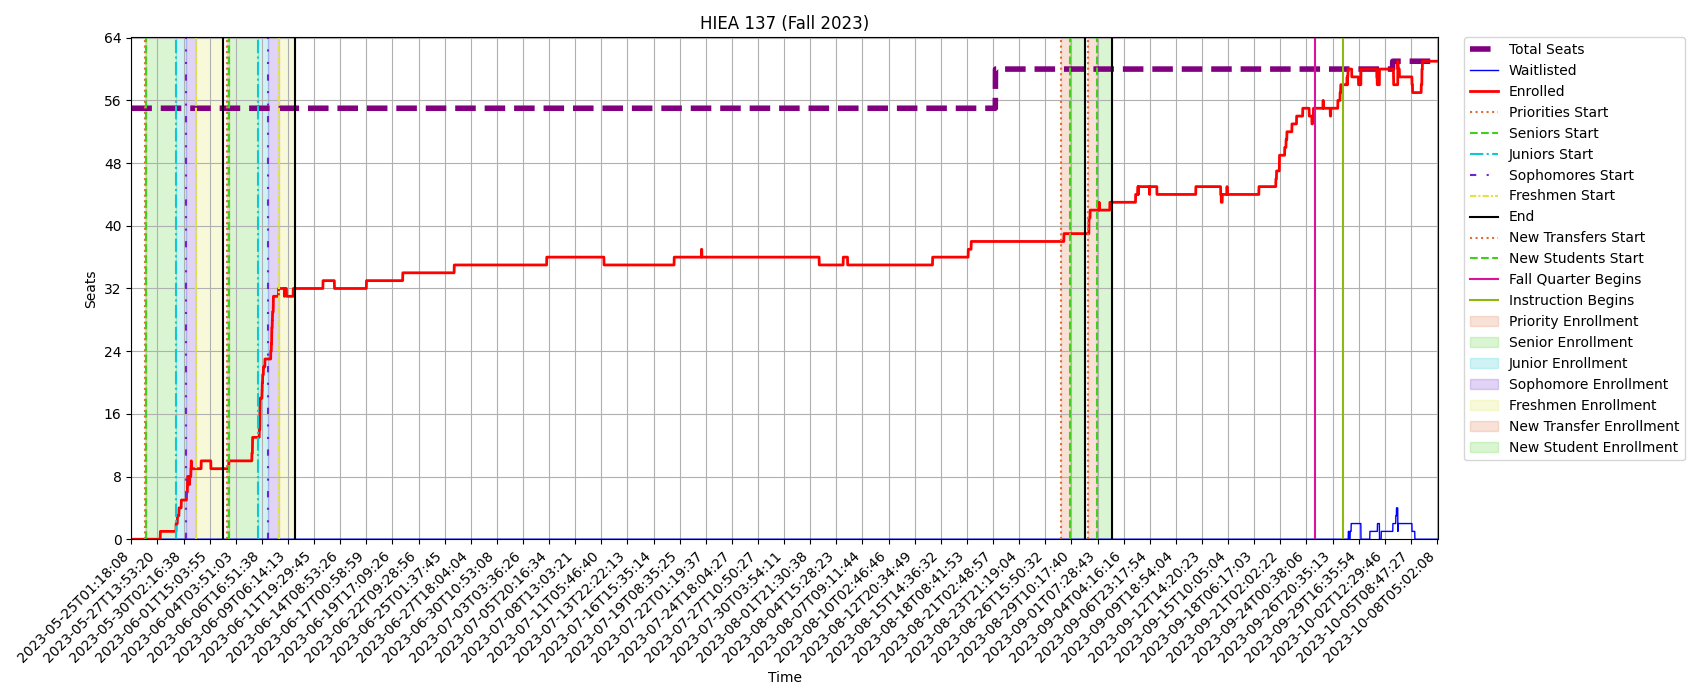 HIEA 137 (Fall 2023)
64
56
48
40
32
24
16
8
0
Seats
2023-05-25T01:18:08
2023-05-27T13:53:20
2023-05-30T02:16:38
2023-06-01T15:03:55
2023-06-04T03:51:03
2023-06-06T16:51:38
2023-06-09T06:14:13
2023-06-11T19:29:45
2023-06-14T08:53:26
2023-06-17T00:58:59
2023-06-19T17:09:26
2023-06-22T09:28:56
2023-06-25T01:37:45
2023-06-27T18:04:04
2023-06-30T10:53:08
2023-07-03T03:36:26
2023-07-05T20:16:34
2023-07-08T13:03:21
2023-07-11T05:46:40
2023-07-13T22:22:13
2023-07-16T15:35:14
2023-07-19T08:35:25
2023-07-22T01:19:37
2023-07-24T18:04:27
2023-07-27T10:50:27
2023-07-30T03:54:11
2023-08-01T21:30:38
2023-08-04T15:28:23
2023-08-07T09:11:44
2023-08-10T02:46:46
2023-08-12T20:34:49
2023-08-15T14:36:32
2023-08-18T08:41:53
2023-08-21T02:48:57
2023-08-23T21:19:04
2023-08-26T15:50:32
2023-08-29T10:17:40
2023-09-01T07:28:43
2023-09-04T04:16:16
2023-09-06T23:17:54
2023-09-09T18:54:04
2023-09-12T14:20:23
2023-09-15T10:05:04
2023-09-18T06:17:03
2023-09-21T02:02:22
2023-09-24T00:38:06
2023-09-26T20:35:13
2023-09-29T16:35:54
2023-10-02T12:29:46
2023-10-05T08:47:27
2023-10-08T05:02:08
Time
Total Seats
Waitlisted
Enrolled
Priorities Start
Seniors Start
Juniors Start
Sophomores Start
Freshmen Start
End
New Transfers Start
New Students Start
Fall Quarter Begins
Instruction Begins
Priority Enrollment
Senior Enrollment
Junior Enrollment
Sophomore Enrollment
Freshmen Enrollment
New Transfer Enrollment
New Student Enrollment